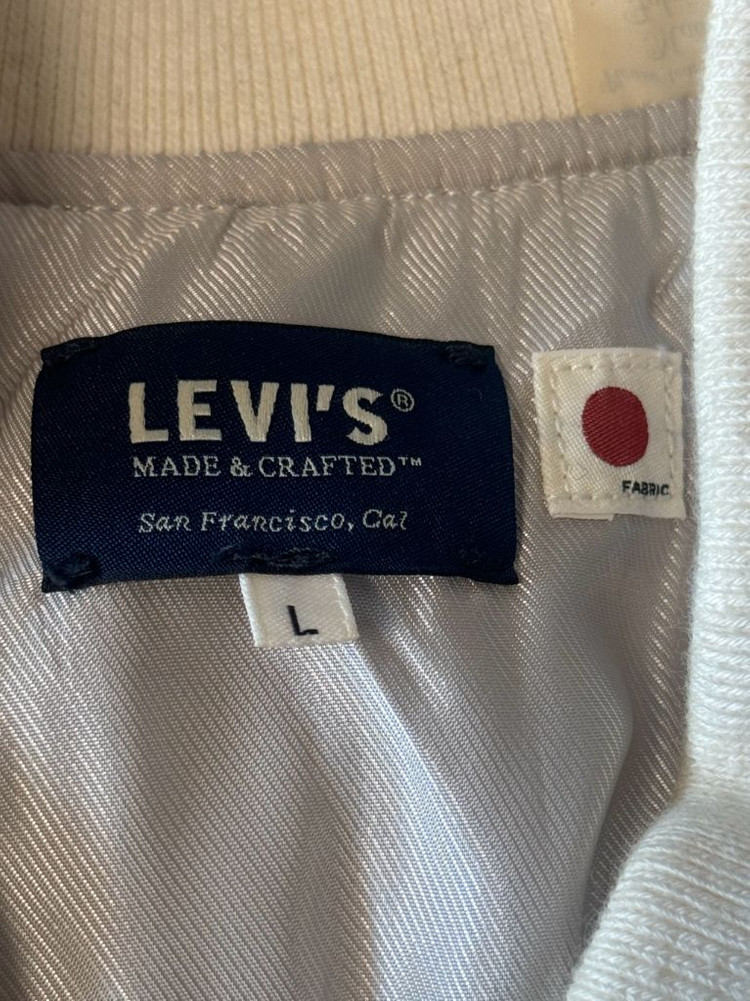 LEVI'S®
MADE & CRAFTED™
San Francisco, Cal
L
FABRIC